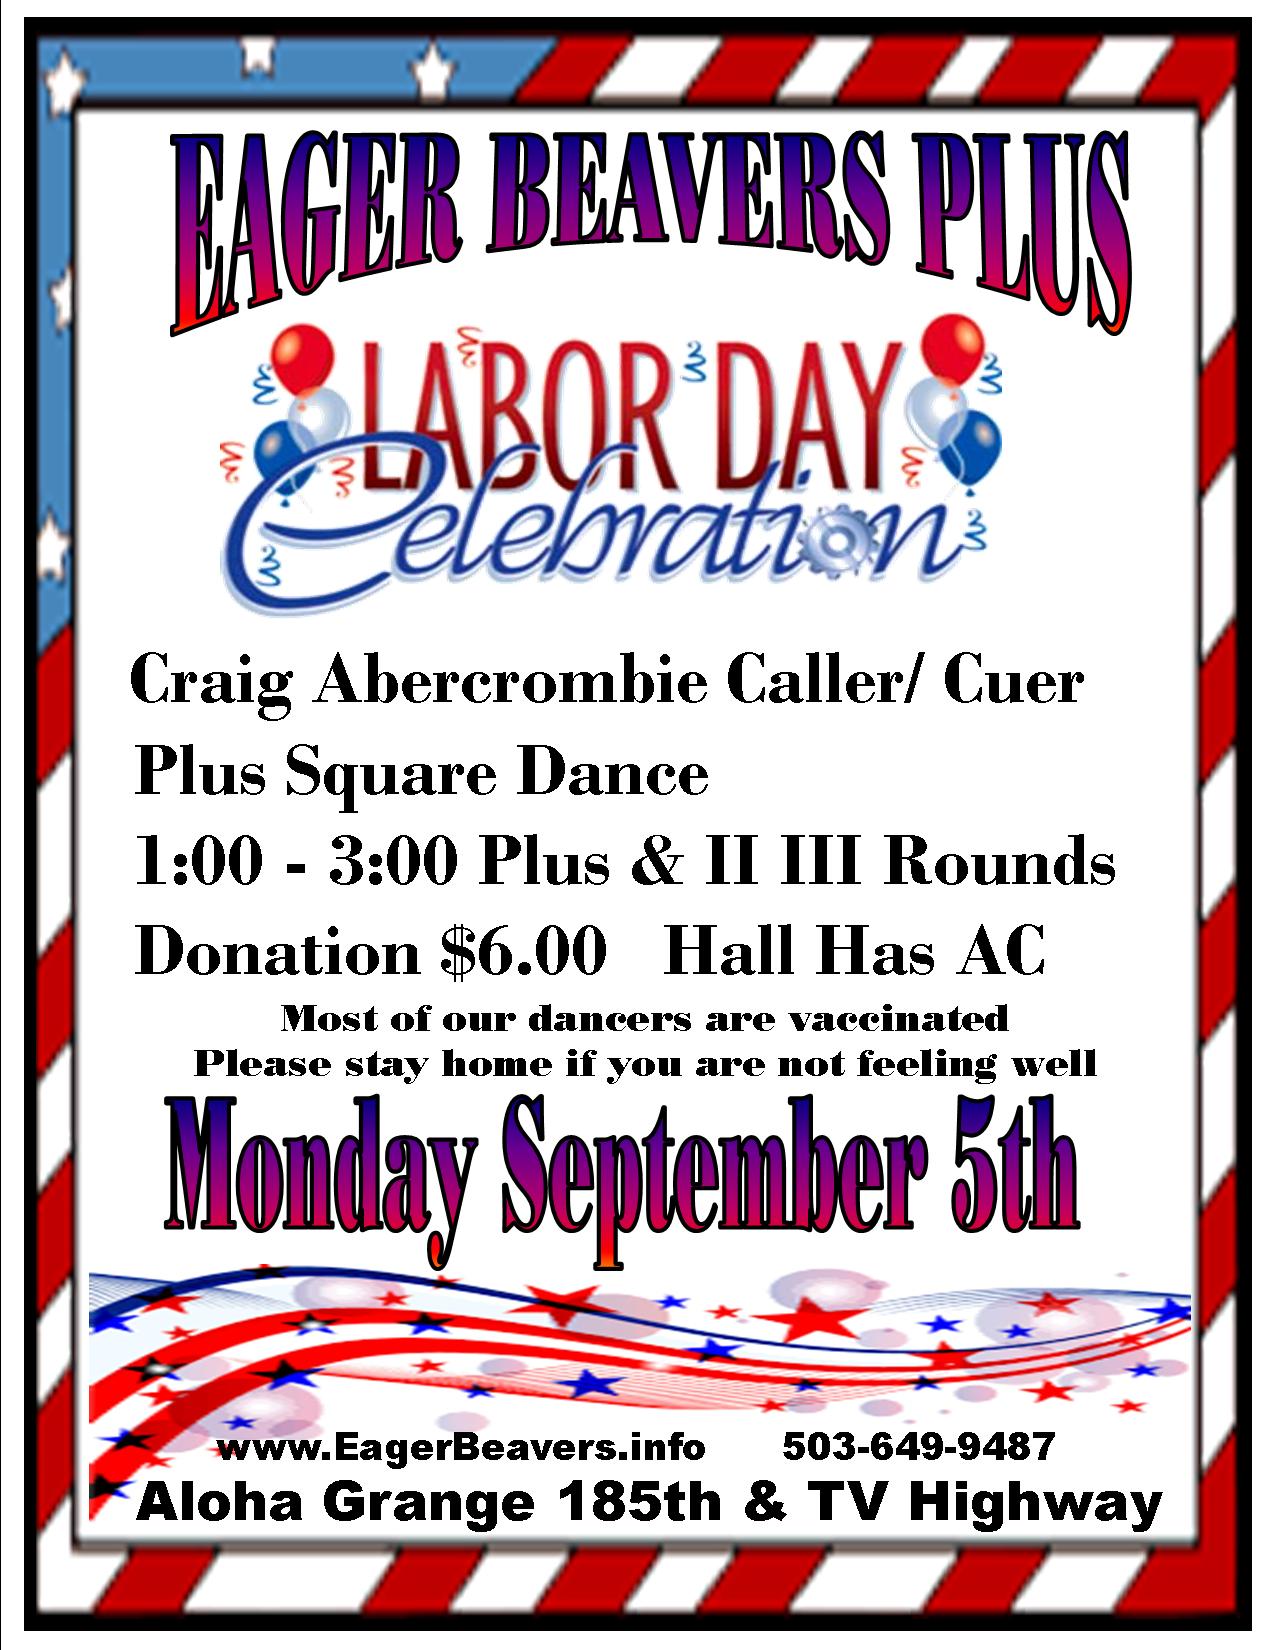 EAGER BEAVERS PLUS
LABOR DAY
Celebration
Craig Abercrombie Caller/ Cuer
Plus Square Dance
1:00 - 3:00 Plus & II III Rounds
Donation $6.00 Hall Has AC
Most of our dancers are vaccinated
Please stay home if you are not feeling well
Monday September 5th
www.EagerBeavers.info 503-649-9487
Aloha Grange 185th & TV Highway